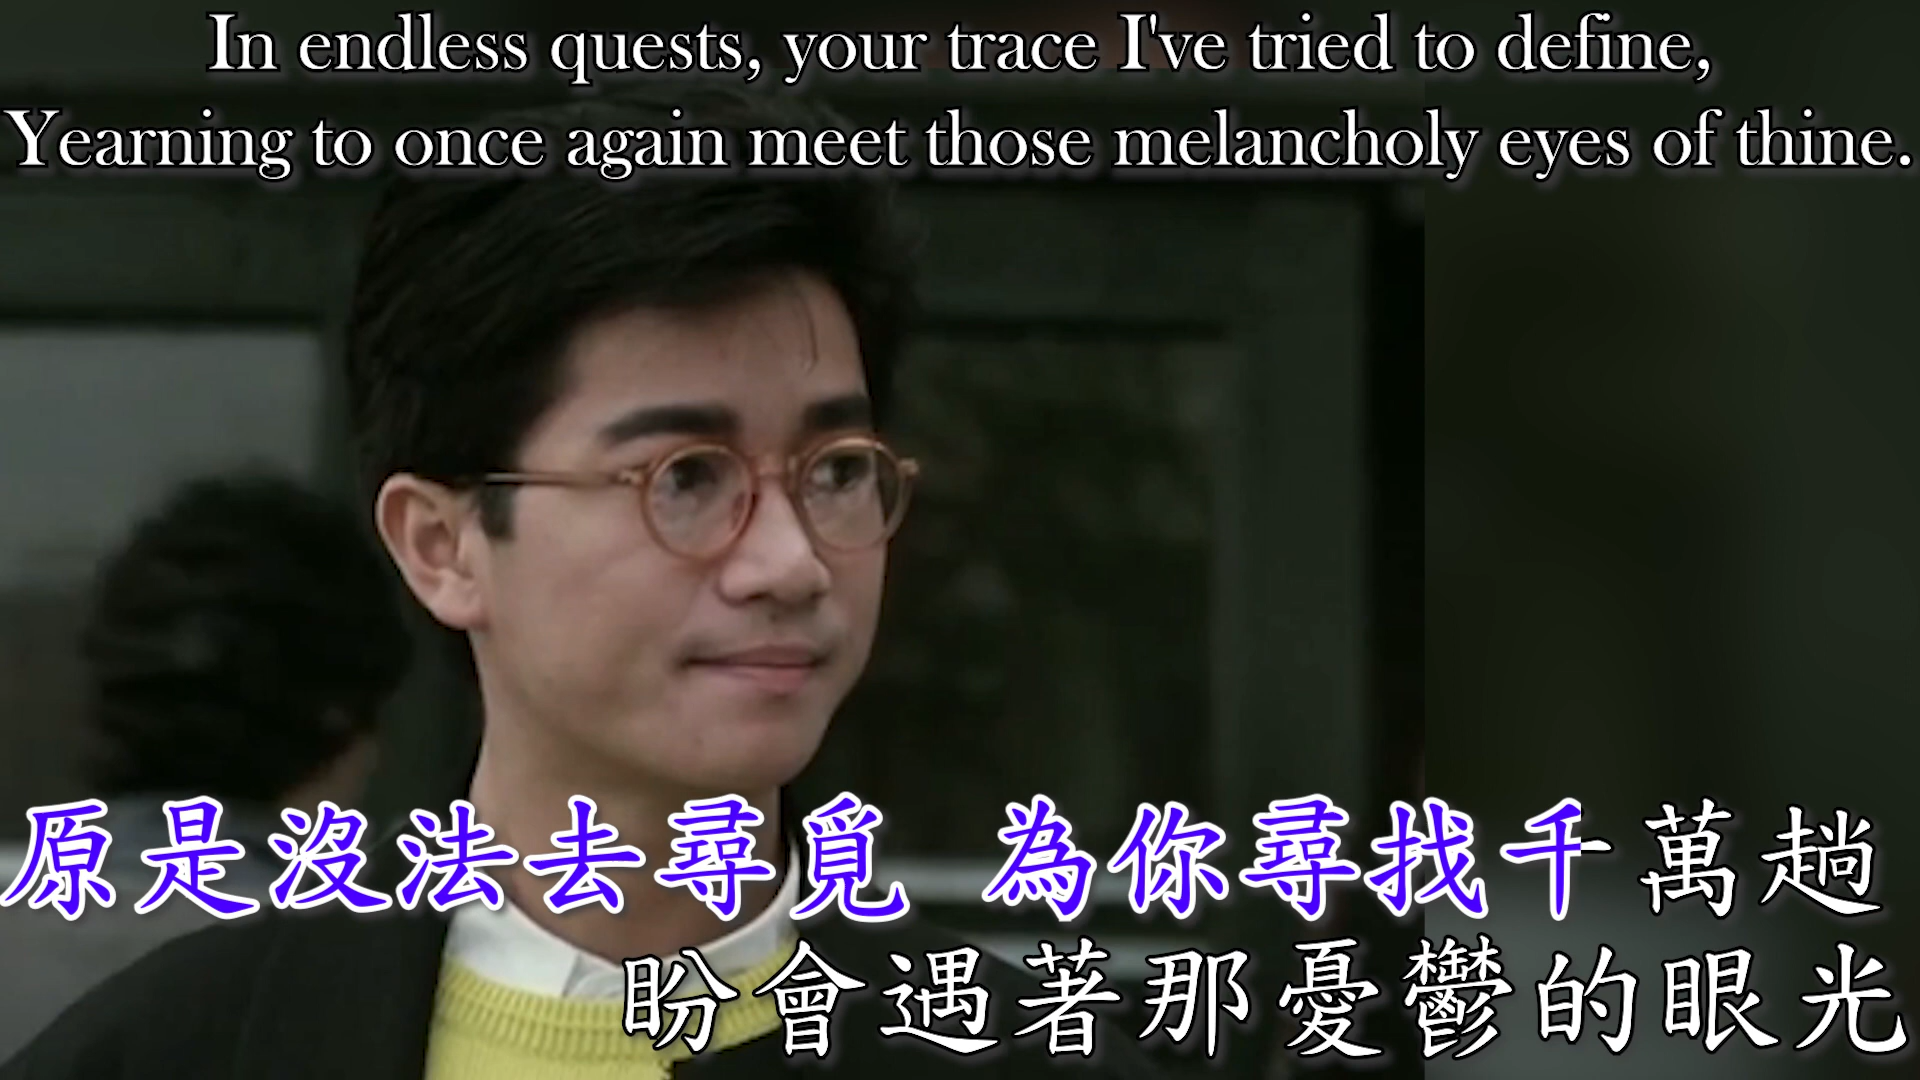 In endless quests, your trace I've tried to define,
Yearning to once again meet those melancholy eyes of thine.
原是沒法去尋覓 為你尋找千萬趟
盼會遇著那憂鬱的眼光